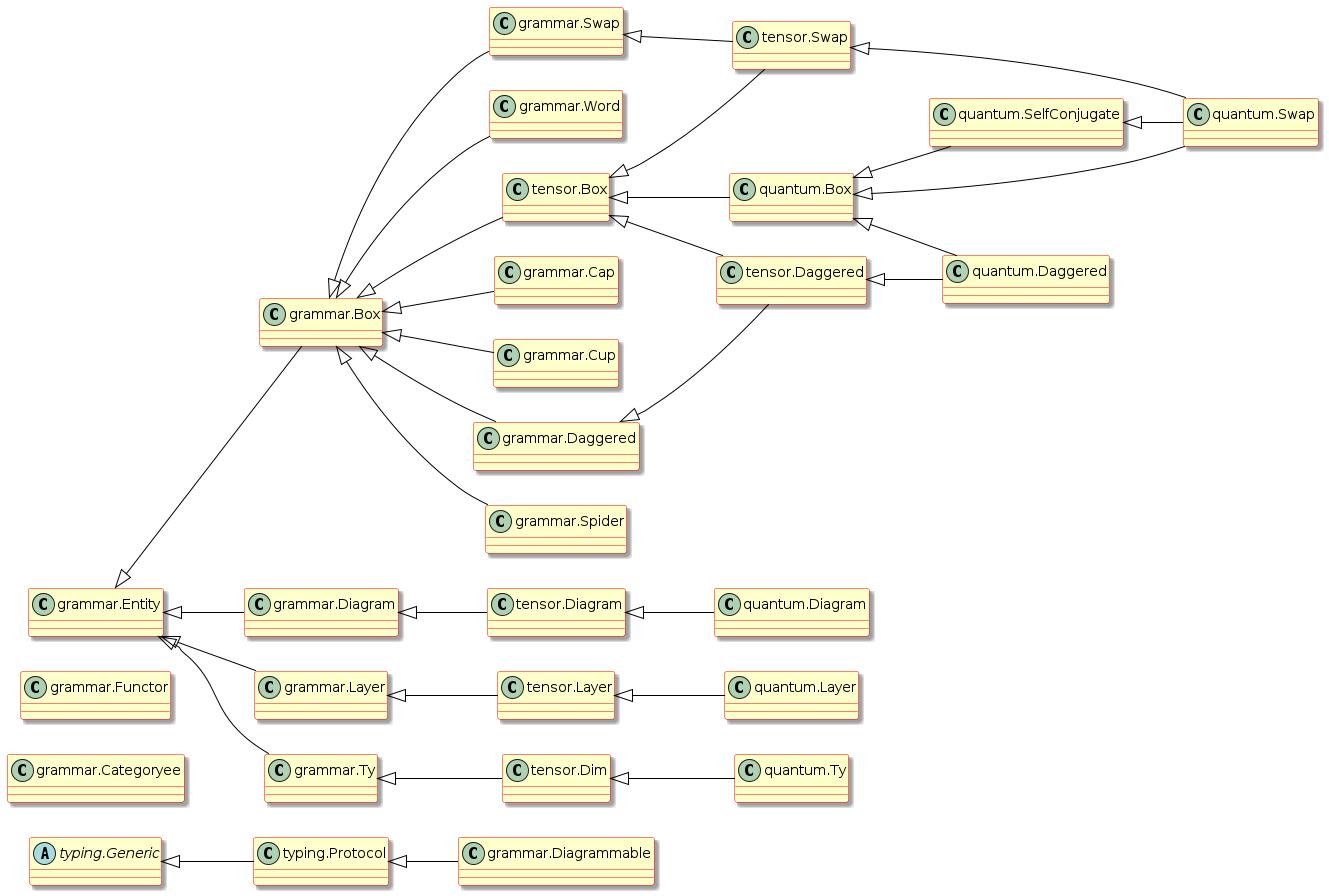 C grammar.Swap
C tensor.Swap
C grammar.Word
C quantum.SelfConjugate
C quantum.Swap
C tensor.Box
C quantum.Box
C grammar.Cap
C tensor.Daggered
C quantum.Daggered
C grammar.Box
C grammar.Cup
C grammar.Daggered
C grammar.Spider
C grammar.Entity
C grammar.Diagram
C tensor.Diagram
C quantum.Diagram
C grammar.Functor
C grammar.Layer
C tensor.Layer
C quantum.Layer
C grammar.Categoryee
C grammar.Ty
C tensor.Dim
C quantum.Ty
A typing.Generic
C typing.Protocol
C grammar.Diagrammable